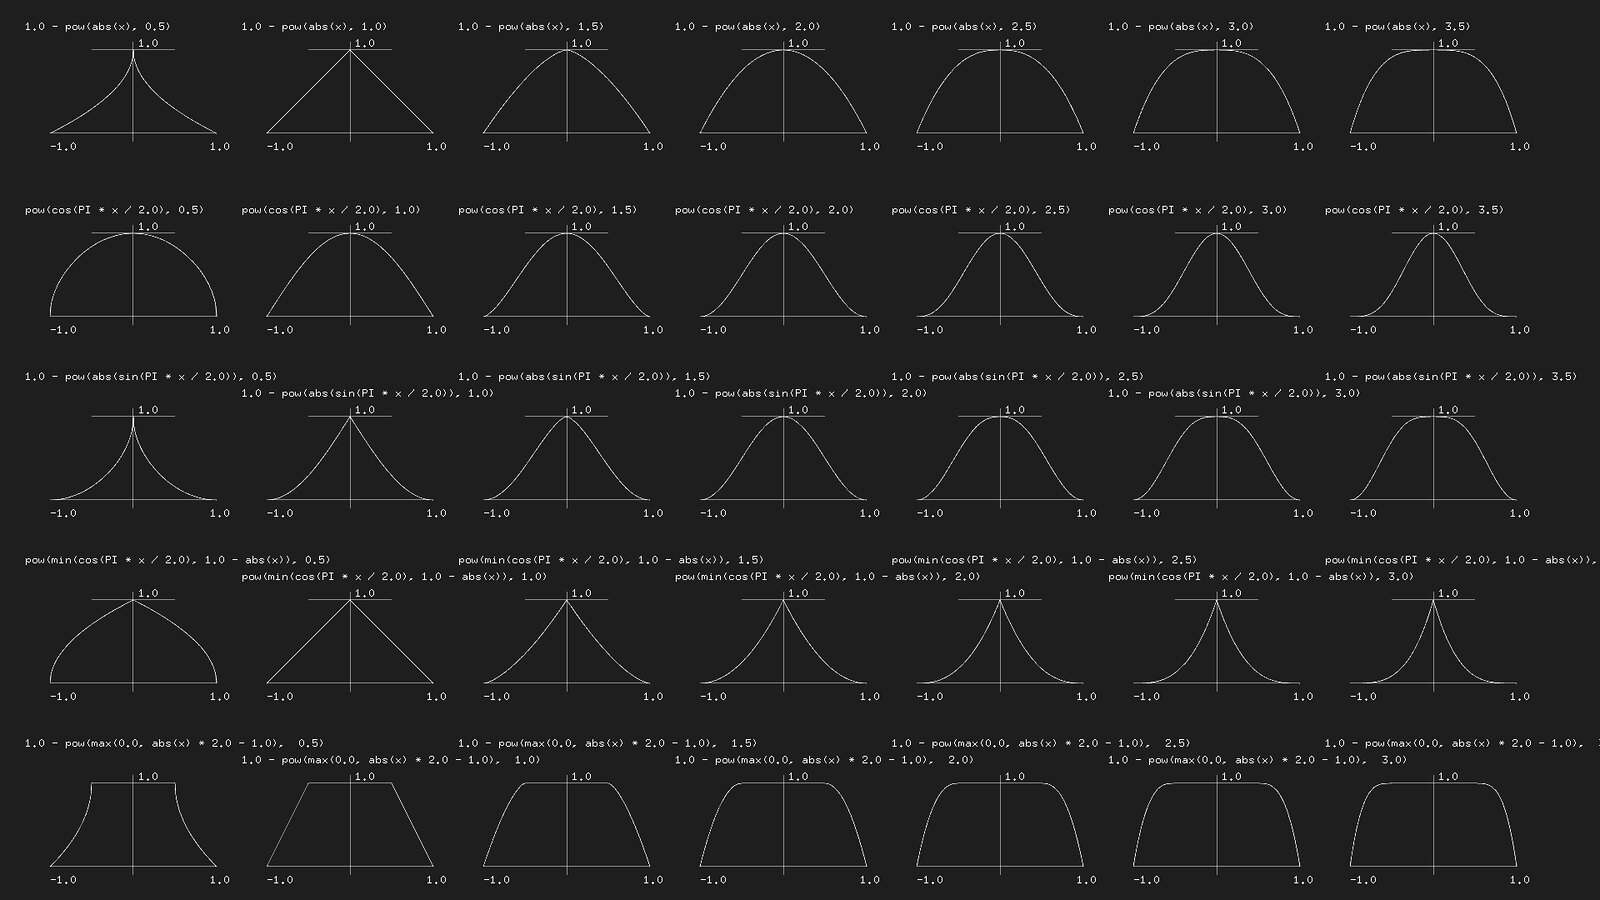 1.0 - pow(abs(x), 0.5) 1.0 - pow(abs(x), 1.0) 1.0 - pow(abs(x), 1.5) 1.0 - pow(abs(x), 2.0) 1.0 - pow(abs(x), 2.5) 1.0 - pow(abs(x), 3.0) 1.0 - pow(abs(x), 3.5)
1.0 1.0 1.0 1.0 1.0 1.0 1.0
-1.0 1.0 -1.0 1.0 -1.0 1.0 -1.0 1.0 -1.0 1.0 -1.0 1.0 -1.0 1.0
pow(cos(PI * x / 2.0), 0.5) pow(cos(PI * x / 2.0), 1.0) pow(cos(PI * x / 2.0), 1.5) pow(cos(PI * x / 2.0), 2.0) pow(cos(PI * x / 2.0), 2.5) pow(cos(PI * x / 2.0), 3.0) pow(cos(PI * x / 2.0), 3.5)
1.0 1.0 1.0 1.0 1.0 1.0 1.0
-1.0 1.0 -1.0 1.0 -1.0 1.0 -1.0 1.0 -1.0 1.0 -1.0 1.0 -1.0 1.0
1.0 - pow(abs(sin(PI * x / 2.0)), 0.5) 1.0 - pow(abs(sin(PI * x / 2.0)), 1.5) 1.0 - pow(abs(sin(PI * x / 2.0)), 2.5) 1.0 - pow(abs(sin(PI * x / 2.0)), 3.5)
1.0 - pow(abs(sin(PI * x / 2.0)), 1.0) 1.0 - pow(abs(sin(PI * x / 2.0)), 2.0) 1.0 - pow(abs(sin(PI * x / 2.0)), 3.0)
1.0 1.0 1.0 1.0 1.0 1.0 1.0
-1.0 1.0 -1.0 1.0 -1.0 1.0 -1.0 1.0 -1.0 1.0 -1.0 1.0 -1.0 1.0
pow(min(cos(PI * x / 2.0), 1.0 - abs(x)), 0.5) pow(min(cos(PI * x / 2.0), 1.0 - abs(x)), 1.5) pow(min(cos(PI * x / 2.0), 1.0 - abs(x)), 2.5) pow(min(cos(PI * x / 2.0), 1.0 - abs(x)),
pow(min(cos(PI * x / 2.0), 1.0 - abs(x)), 1.0) pow(min(cos(PI * x / 2.0), 1.0 - abs(x)), 2.0) pow(min(cos(PI * x / 2.0), 1.0 - abs(x)), 3.0)
1.0 1.0 1.0 1.0 1.0 1.0 1.0
-1.0 1.0 -1.0 1.0 -1.0 1.0 -1.0 1.0 -1.0 1.0 -1.0 1.0 -1.0 1.0
1.0 - pow(max(0.0, abs(x) * 2.0 - 1.0),  0.5) 1.0 - pow(max(0.0, abs(x) * 2.0 - 1.0),  1.5) 1.0 - pow(max(0.0, abs(x) * 2.0 - 1.0),  2.5) 1.0 - pow(max(0.0, abs(x) * 2.0 - 1.0),
1.0 - pow(max(0.0, abs(x) * 2.0 - 1.0),  1.0) 1.0 - pow(max(0.0, abs(x) * 2.0 - 1.0),  2.0) 1.0 - pow(max(0.0, abs(x) * 2.0 - 1.0),  3.0)
1.0 1.0 1.0 1.0 1.0 1.0 1.0
-1.0 1.0 -1.0 1.0 -1.0 1.0 -1.0 1.0 -1.0 1.0 -1.0 1.0 -1.0 1.0